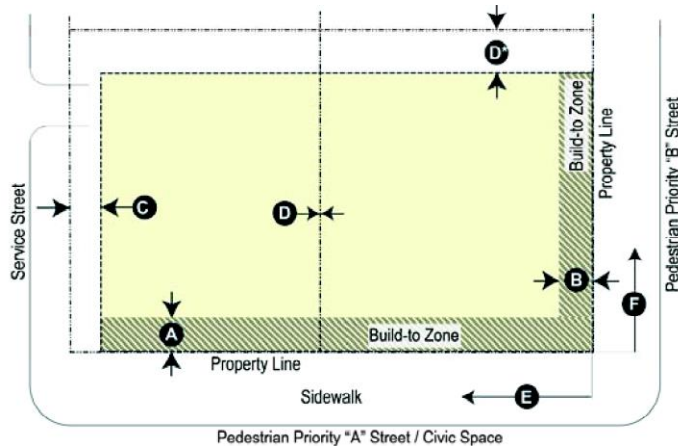 D*
Build-to Zone
Property Line
Pedestrian Priority "B" Street
Service Street
C
D
B
F
A
Build-to Zone
Property Line
Sidewalk
E
Pedestrian Priority "A" Street / Civic Space